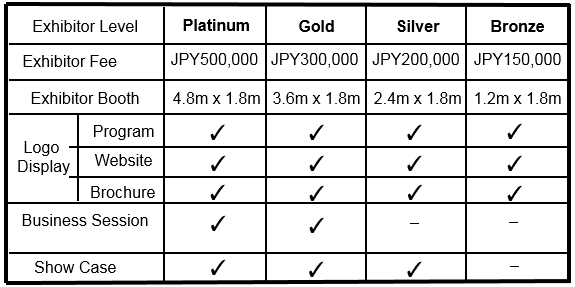 Exhibitor Level Platinum Gold Silver Bronze
Exhibitor Fee JPY500,000 JPY300,000 JPY200,000 JPY150,000
Exhibitor Booth 4.8m x 1.8m 3.6m x 1.8m 2.4m x 1.8m 1.2m x 1.8m
Logo Display
Program ✓ ✓ ✓ ✓
Website ✓ ✓ ✓ ✓
Brochure ✓ ✓ ✓ ✓
Business Session ✓ ✓ – –
Show Case ✓ ✓ ✓ –